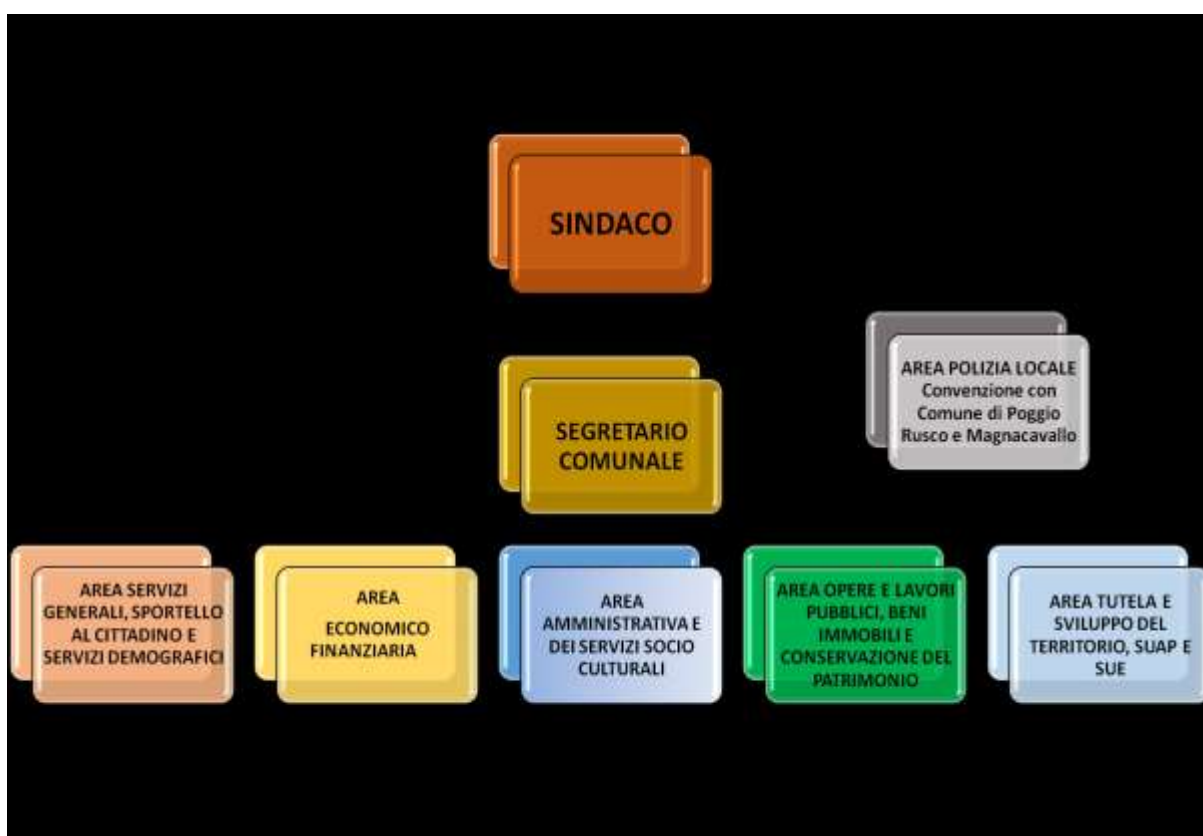 SINDACO
AREA POLIZIA LOCALE
Convenzione con
Comune di Poggio
Rusco e Magnacavallo
SEGRETARIO
COMUNALE
AREA SERVIZI
GENERALI, SPORTELLO
AL CITTADINO E
SERVIZI DEMOGRAFICI
AREA
ECONOMICO
FINANZIARIA
AREA
AMMINISTRATIVA E
DEI SERVIZI SOCIO
CULTURALI
AREA OPERE E LAVORI
PUBBLICI, BENI
IMMOBILI E
CONSERVAZIONE DEL
PATRIMONIO
AREA TUTELA E
SVILUPPO DEL
TERRITORIO, SUAP E
SUE